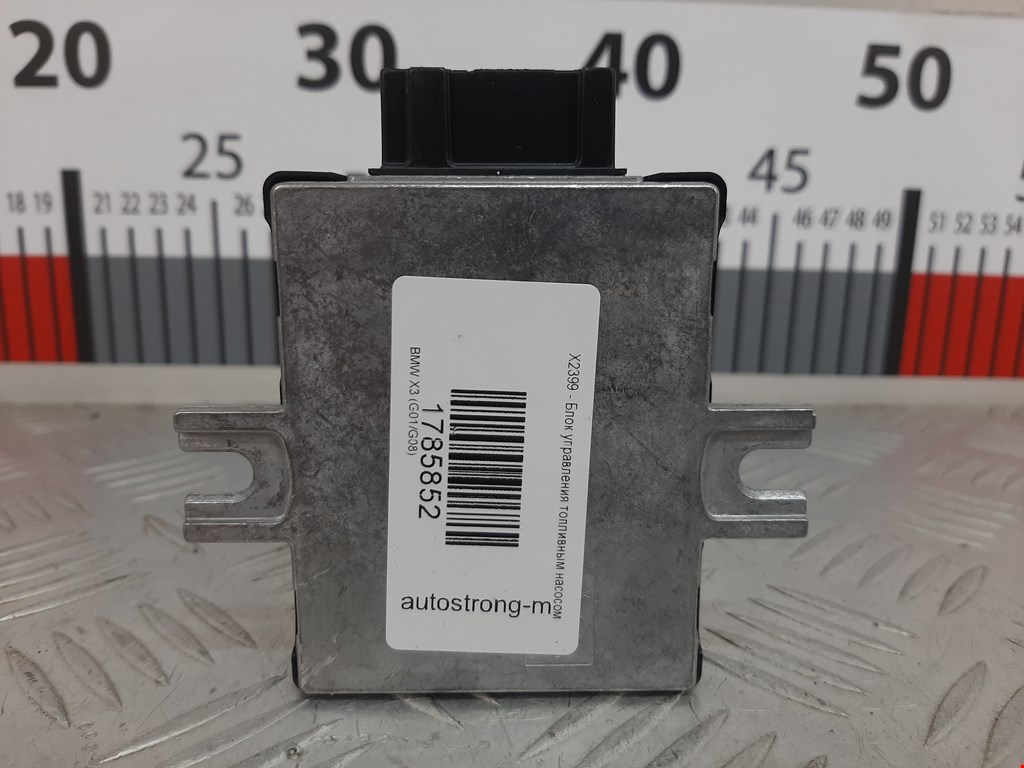 20 30 40 50
25 45
18 19 21 22 23 24 26 44 46 47 48 49 51 52 53 54
X2399 - Блок управления топливным насосом
1785852
BMW X3 (G01/G08)
autostrong-m